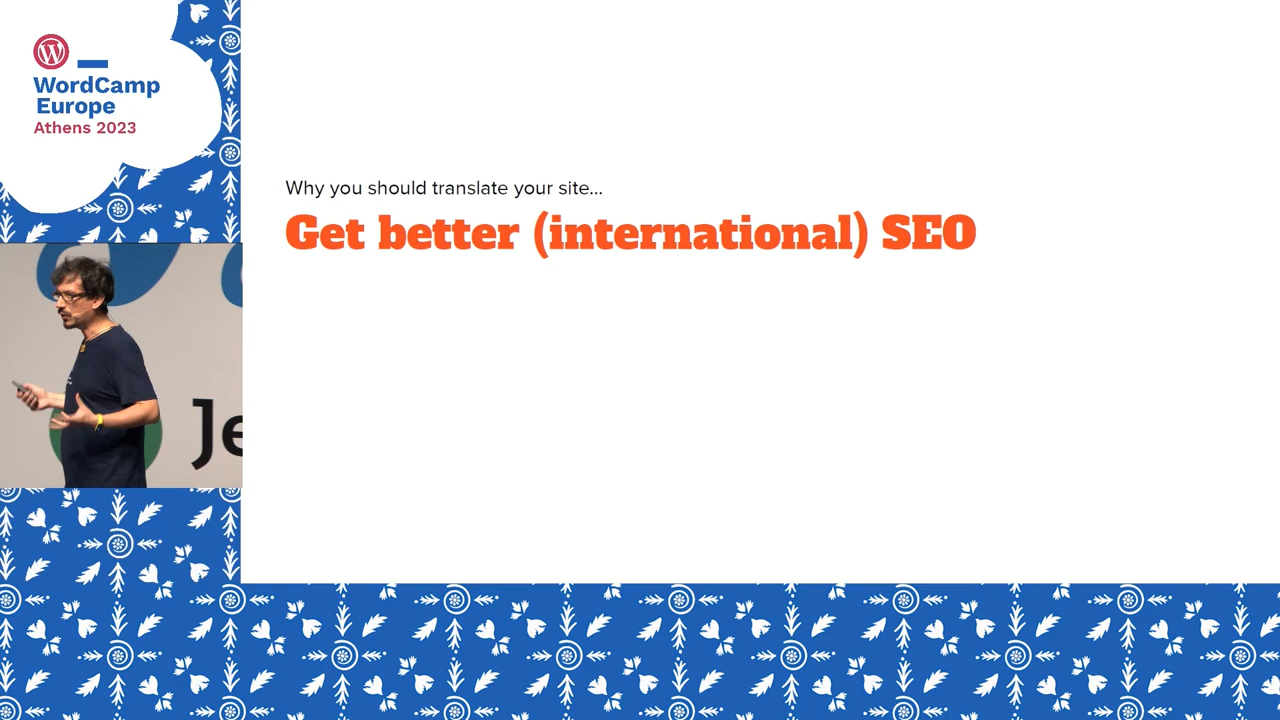 WordCamp
Europe
Athens 2023
Why you should translate your site...
Get better (international) SEO
Je